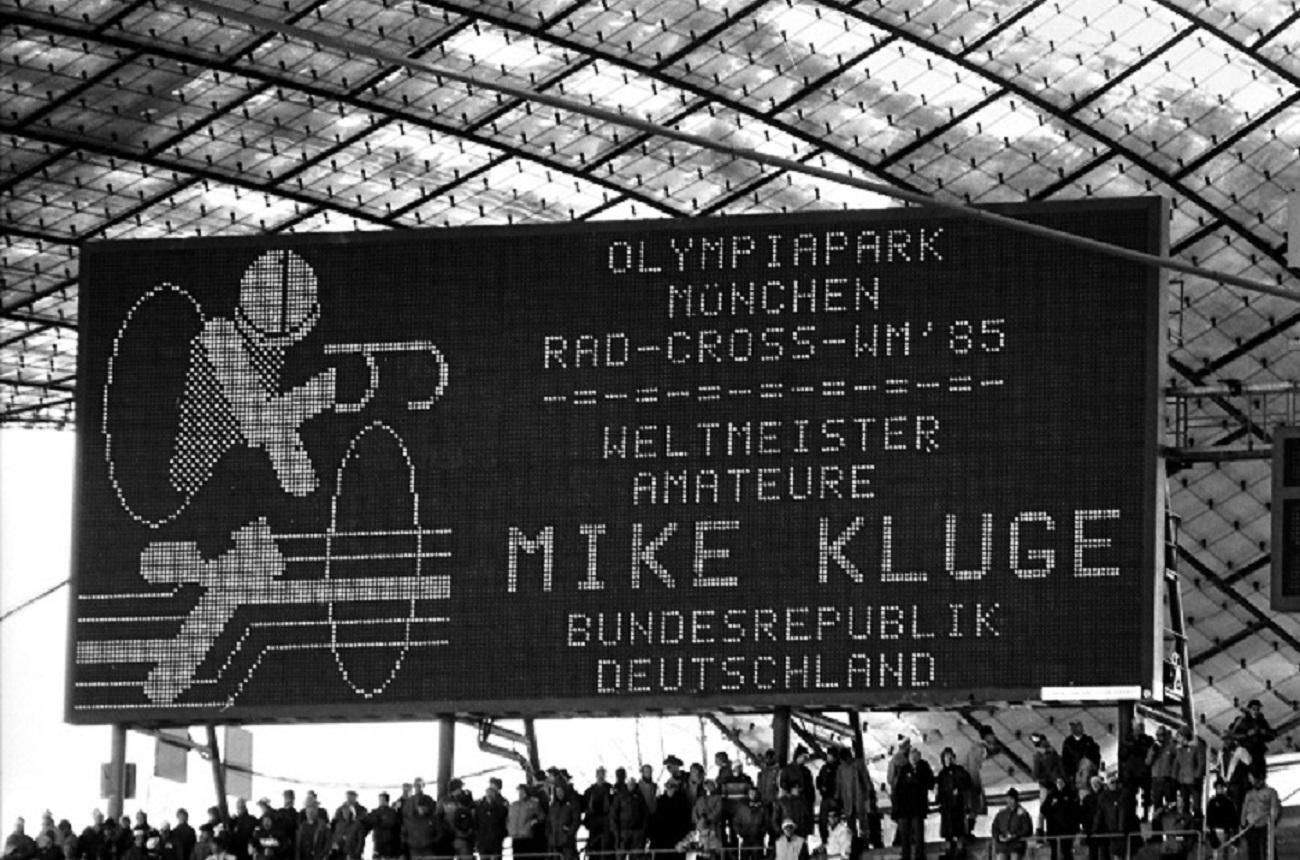 OLYMPIAPARK
MÜNCHEN
RAD-CROSS-WM'85
-=-=-=-=-=-=-=-=-
WELTMEISTER
AMATEURE
MIKE KLUGE
BUNDESREPUBLIK
DEUTSCHLAND